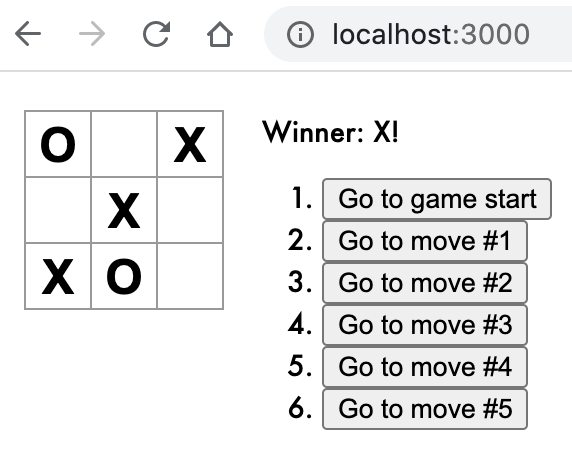 localhost:3000
O X
X
X O
Winner: X!
1. Go to game start
2. Go to move #1
3. Go to move #2
4. Go to move #3
5. Go to move #4
6. Go to move #5